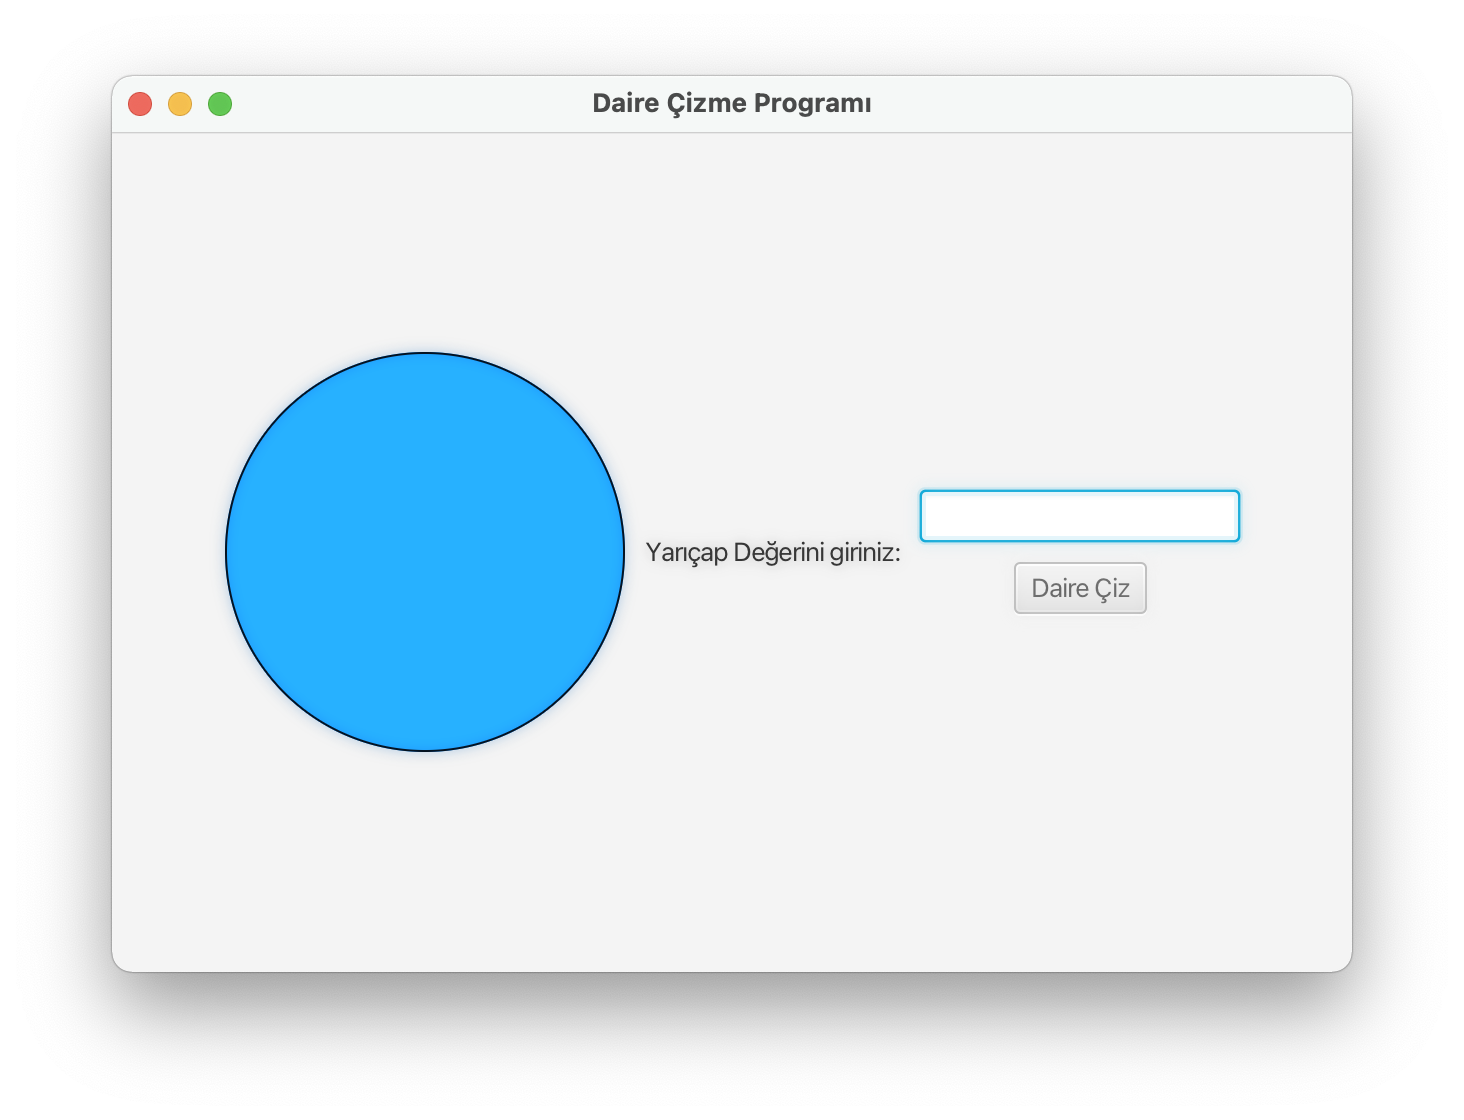 Daire Çizme Programı
Yarıçap Değerini giriniz:
Daire Çiz